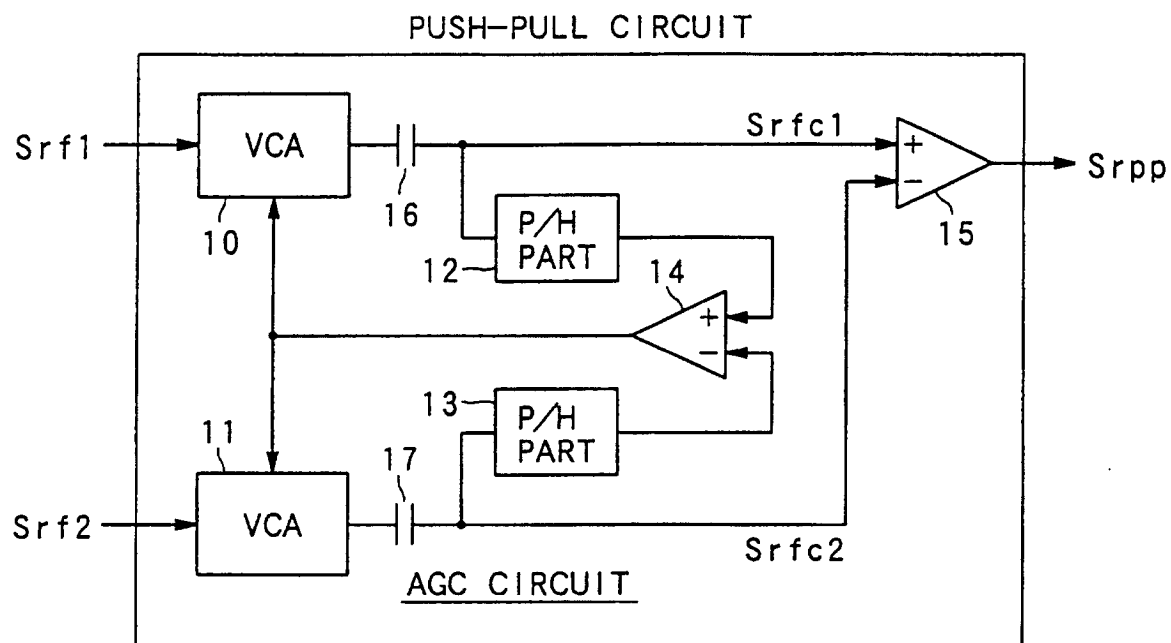 PUSH-PULL CIRCUIT
Srf1
VCA
10
16
Srfc1
+
−
15
Srpp
P/H
PART
12
14
+
−
13
P/H
PART
11
17
Srf2
VCA
Srfc2
AGC CIRCUIT